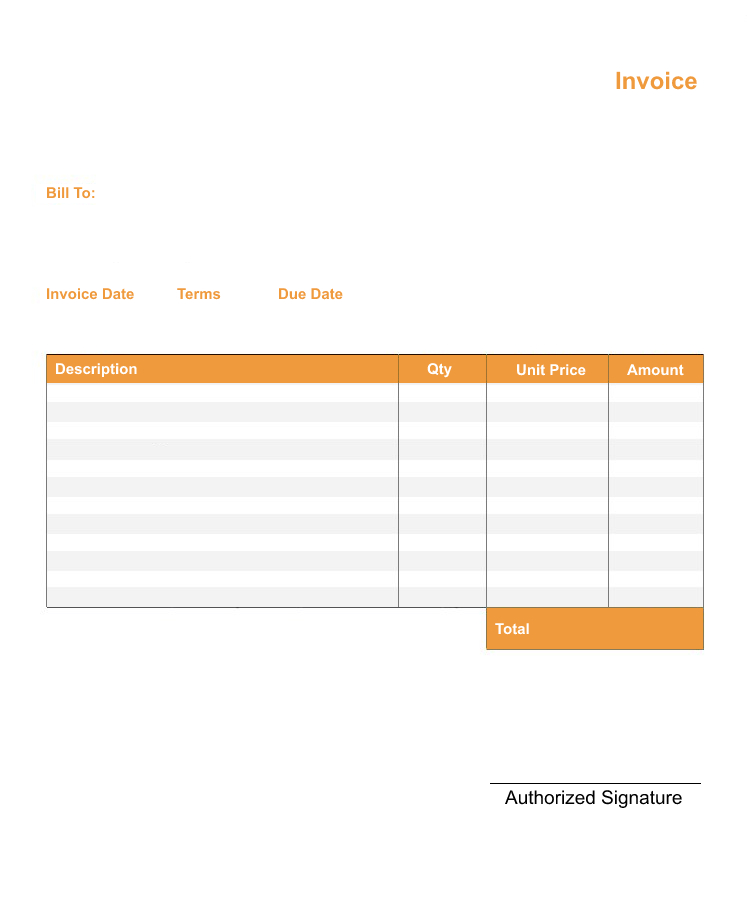 Invoice
Bill To:
Invoice Date Terms Due Date
Description Qty Unit Price Amount
Total
Authorized Signature